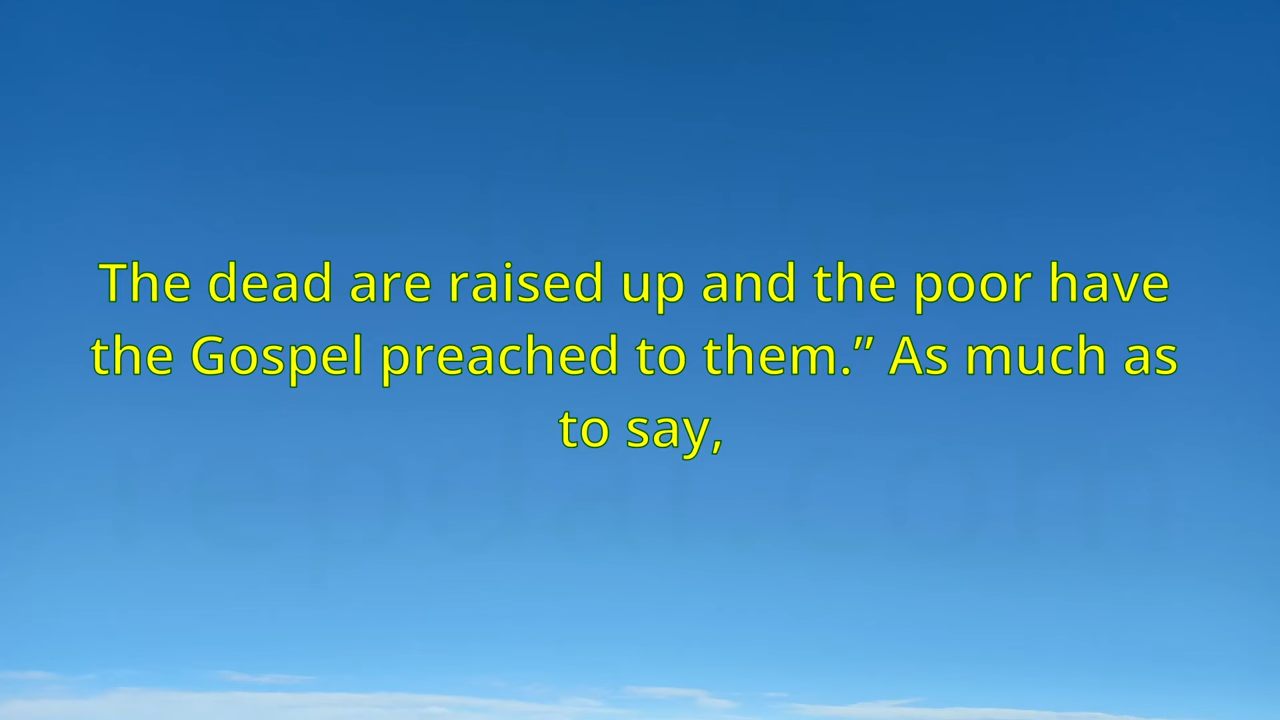 The dead are raised up and the poor have
the Gospel preached to them.” As much as
to say,